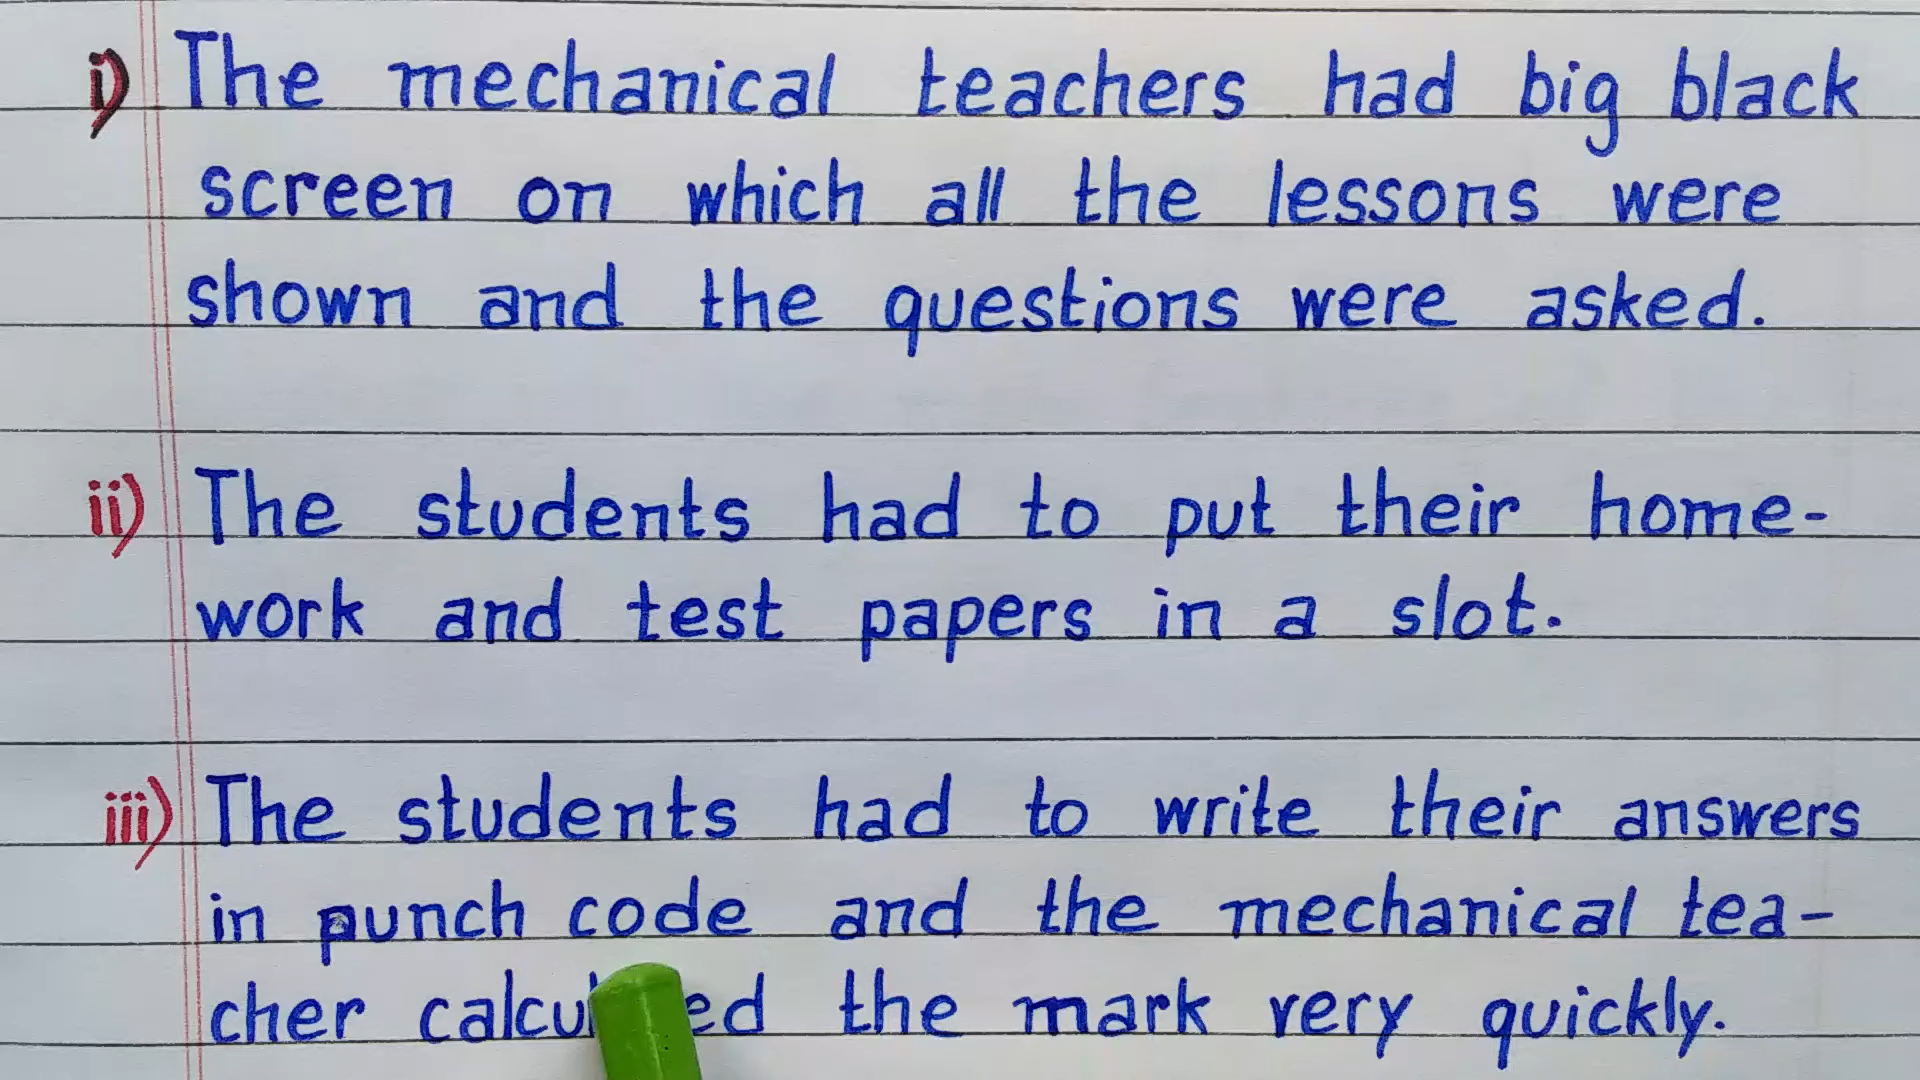 i) The mechanical teachers had big black
screen on which all the lessons were
shown and the questions were asked.
ii) The students had to put their home-
work and test papers in a slot.
iii) The students had to write their answers
in punch code and the mechanical tea-
cher the mark very quickly.